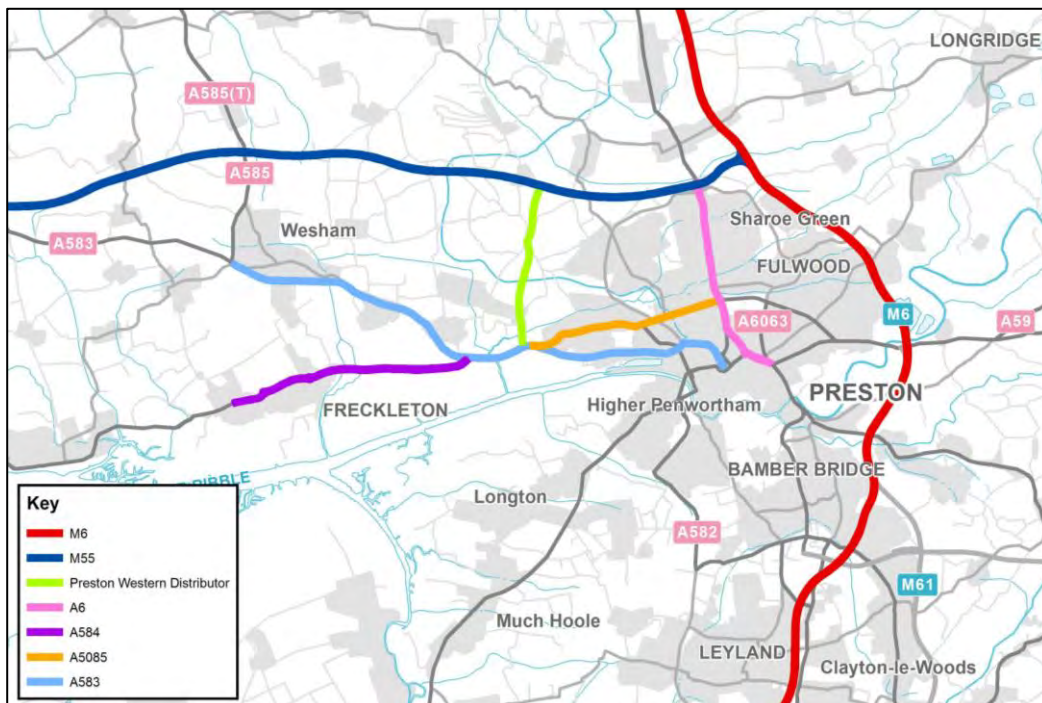 LONGRIDGE
A585(T)
A585
Sharoe Green
Wesham
A583
FULWOOD
M6
A6063
A59
PRESTON
FRECKLETON
Higher Penwortham
BAMBER BRIDGE
RIBBLE
Longton
A582
M61
Much Hoole
LEYLAND
Clayton-le-Woods
Key
M6
M55
Preston Western Distributor
A6
A584
A5085
A583